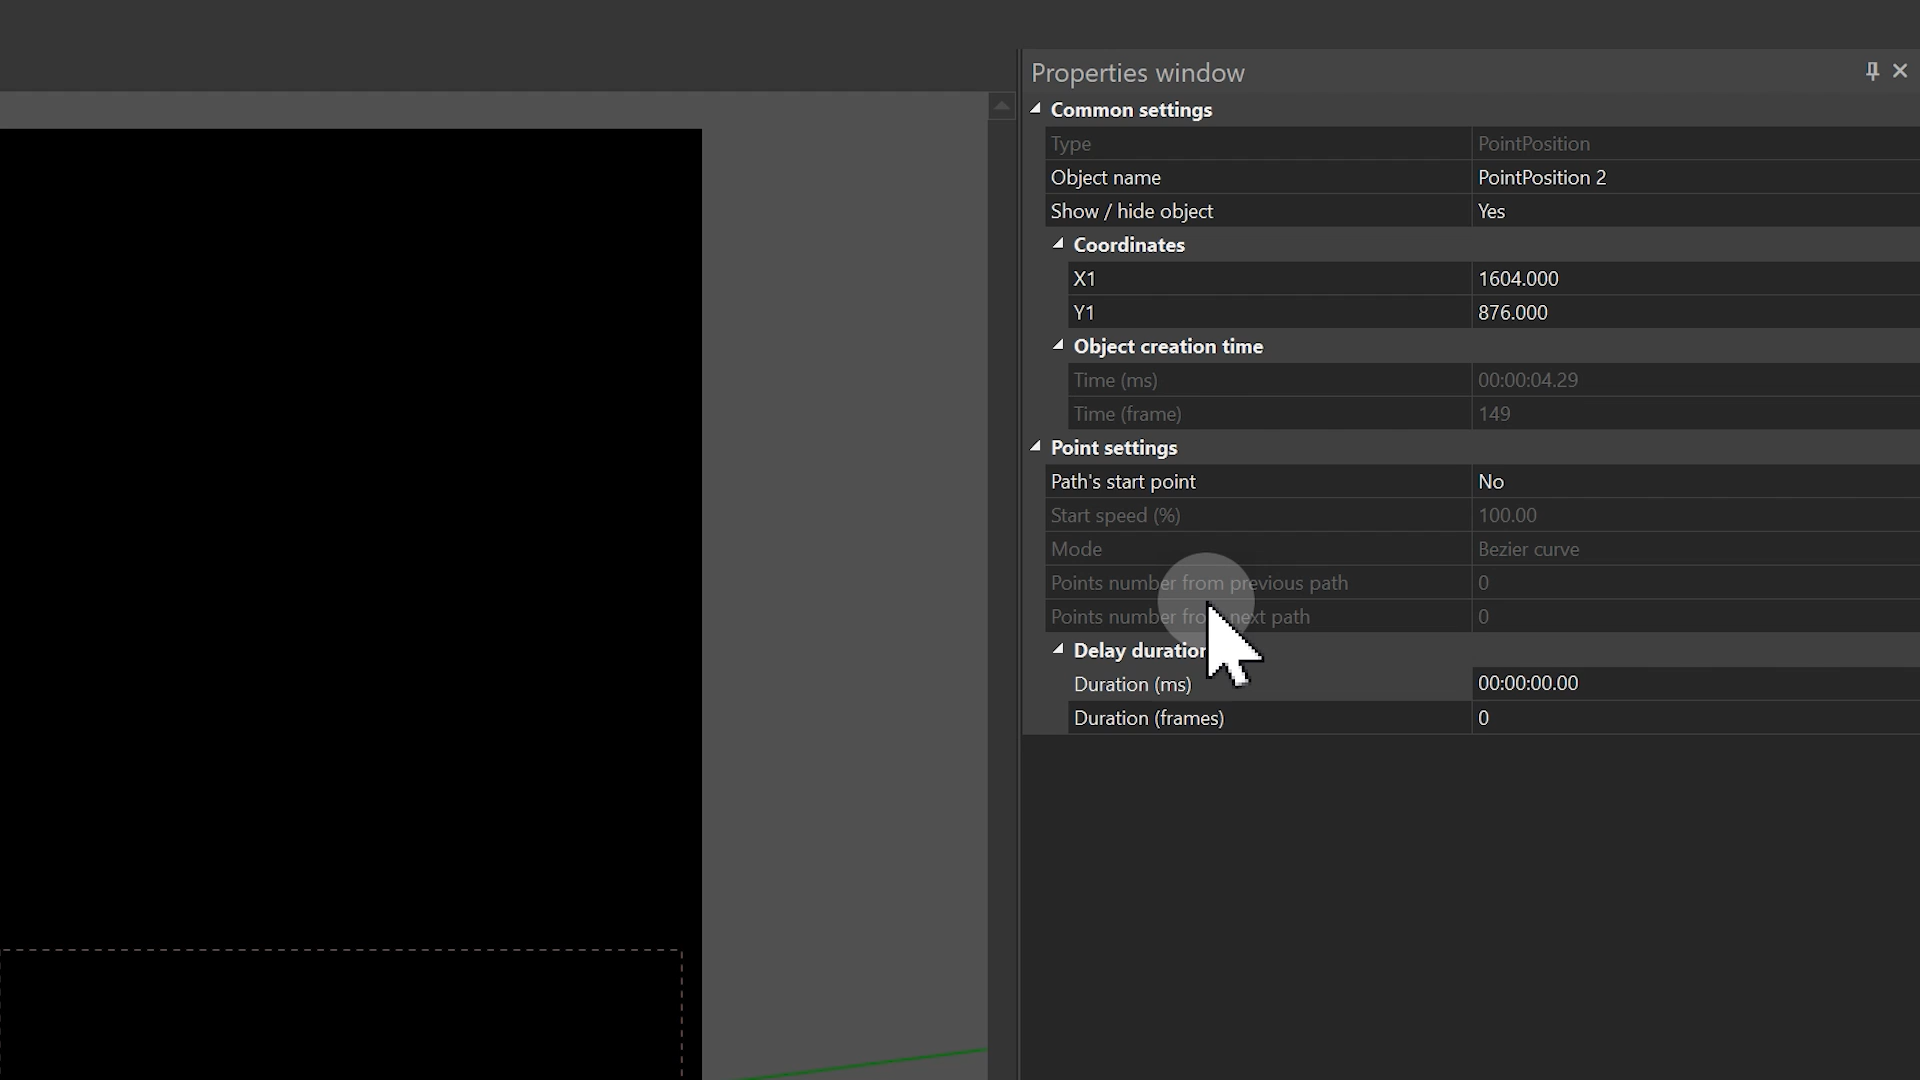 Properties window
Common settings
Type PointPosition
Object name PointPosition 2
Show / hide object Yes
Coordinates
X1 1604.000
Y1 876.000
Object creation time
Time (ms) 00:00:04.29
Time (frame) 149
Point settings
Path's start point No
Start speed (%) 100.00
Mode Bezier curve
Points number from previous path 0
Points number from next path 0
Delay duration
Duration (ms) 00:00:00.00
Duration (frames) 0